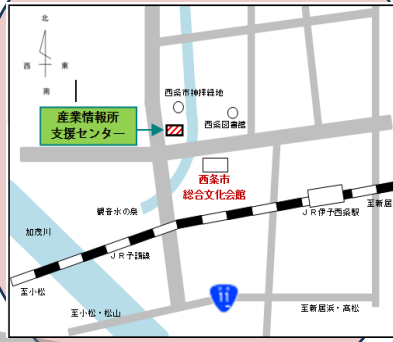 北
西 東
南
西条市神拝緑地
産業情報所
支援センター
西条図書館
西条市
総合文化会館
観音水の泉
ＪＲ伊予西条駅
至新居
加茂川
ＪＲ予讃線
至小松
11
至小松・松山
至新居浜・高松